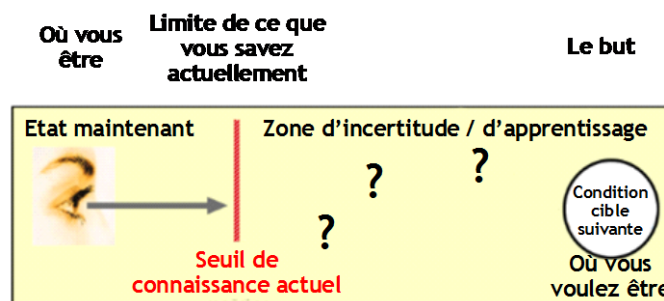 Où vous
être
Limite de ce que
vous savez
actuellement
Le but
Etat maintenant
Zone d'incertitude / d'apprentissage
?
?
?
Condition
cible
suivante
Seuil de
connaissance actuel
Où vous
voulez être